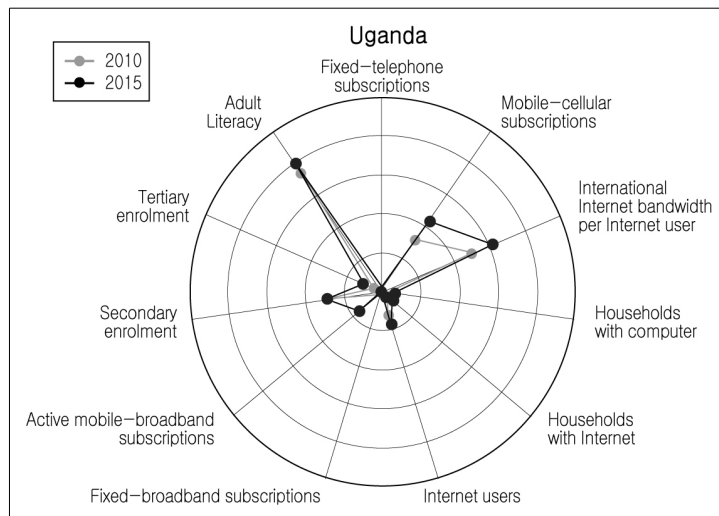 Uganda
2010
2015
Fixed-telephone
subscriptions
Mobile-cellular
subscriptions
International
Internet bandwidth
per Internet user
Households
with computer
Households
with Internet
Internet users
Fixed-broadband subscriptions
Active mobile-broadband
subscriptions
Secondary
enrolment
Tertiary
enrolment
Adult
Literacy